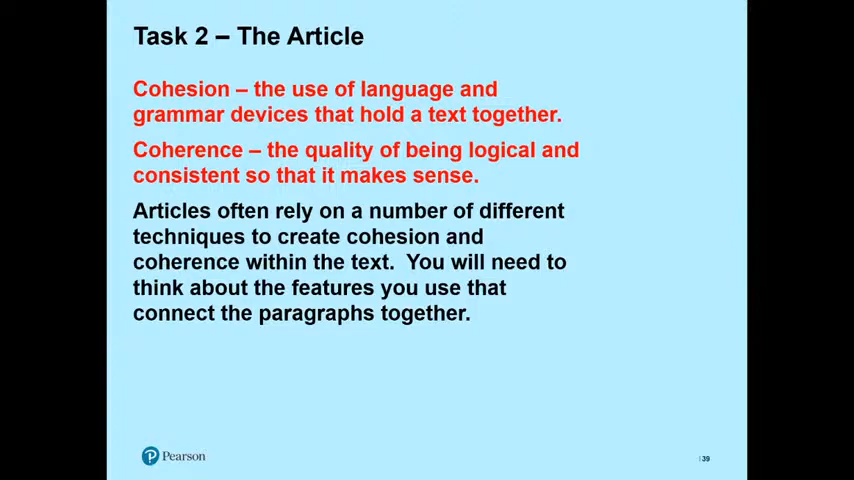 Task 2 – The Article
Cohesion – the use of language and
grammar devices that hold a text together.
Coherence – the quality of being logical and
consistent so that it makes sense.
Articles often rely on a number of different
techniques to create cohesion and
coherence within the text.  You will need to
think about the features you use that
connect the paragraphs together.
Pearson
| 39